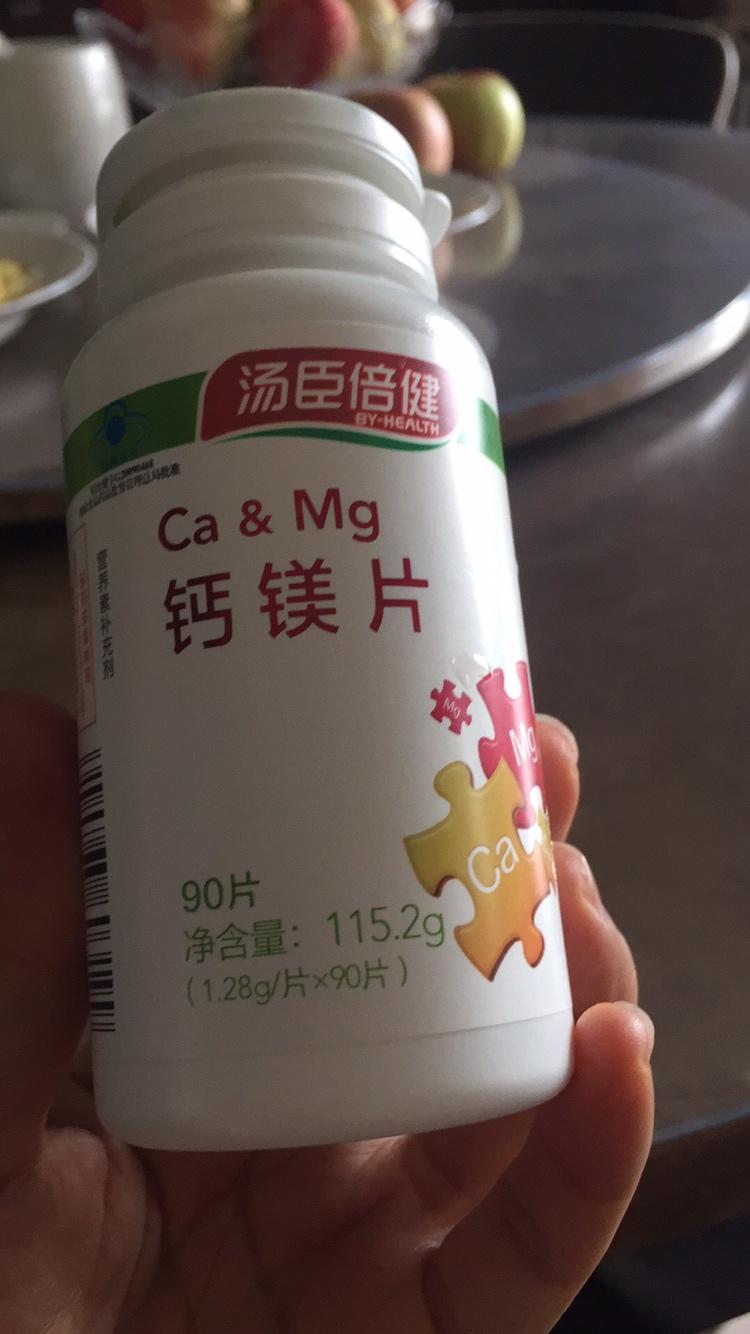 汤臣倍健
BY-HEALTH
Ca & Mg
钙镁片
营养素补充剂
Mg
Mg
Ca
90片
净含量：115.2g
（1.28g/片×90片）